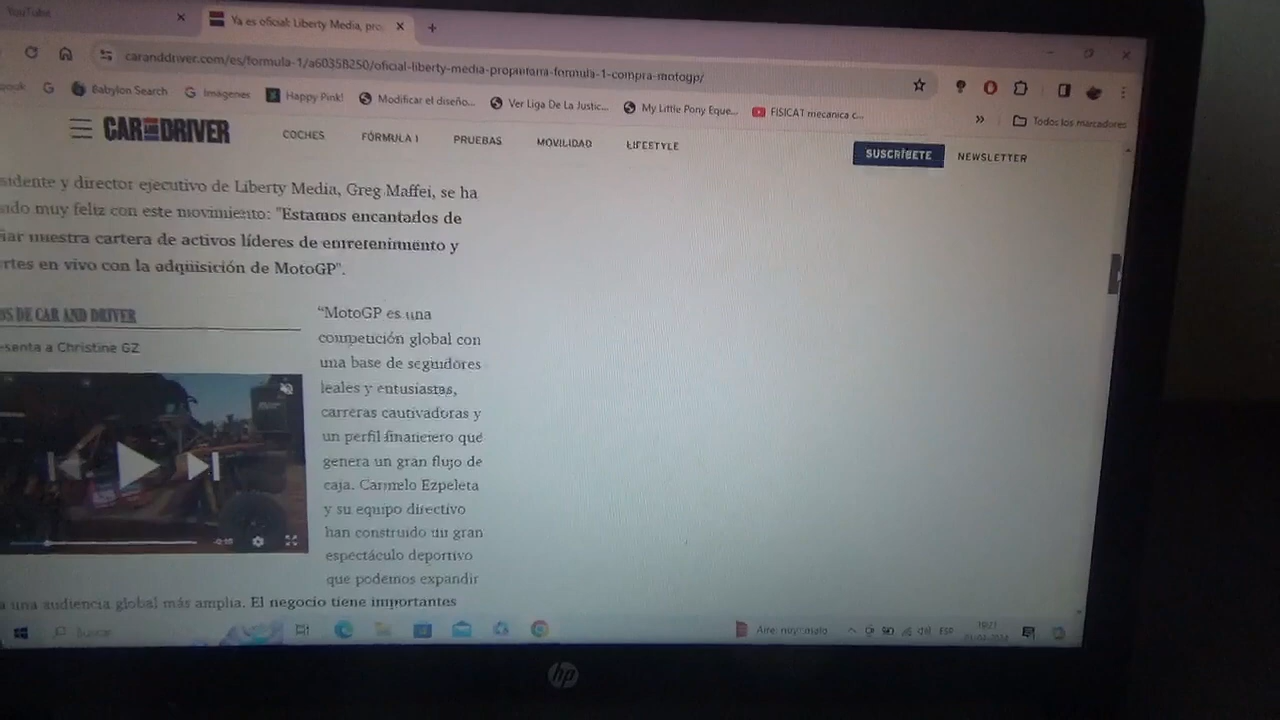 YouTube
Ya es oficial: Liberty Media, pro
caranddriver.com/es/formula-1/a60358250/oficial-liberty-media-propietaria-formula-1-compra-motogp/
Babylon Search
Imágenes
Happy Pink!
Modificar el diseño...
Ver Liga De La Justic...
My Little Pony Eque...
FISICAT mecanica c...
»
Todos los marcadores
CAR AND DRIVER
COCHES
FÓRMULA 1
PRUEBAS
MOVILIDAD
LIFESTYLE
SUSCRÍBETE
NEWSLETTER
sidente y director ejecutivo de Liberty Media, Greg Maffei, se ha
ado muy feliz con este movimiento: "Estamos encantados de
iar nuestra cartera de activos líderes de entretenimiento y
rtes en vivo con la adquisición de MotoGP".
OS DE CAR AND DRIVER
esenta a Christine GZ
“MotoGP es una
competición global con
una base de seguidores
leales y entusiastas,
carreras cautivadoras y
un perfil financiero que
genera un gran flujo de
caja. Carmelo Ezpeleta
y su equipo directivo
han construido un gran
espectáculo deportivo
que podemos expandir
a una audiencia global más amplia. El negocio tiene importantes
Buscar
Aire: muy malo
ESP
hp